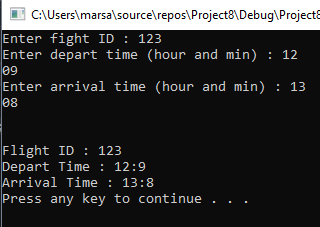 C:\Users\marsa\source\repos\Project8\Debug\Project8
Enter fight ID : 123
Enter depart time (hour and min) : 12
09
Enter arrival time (hour and min) : 13
08
Flight ID : 123
Depart Time : 12:9
Arrival Time : 13:8
Press any key to continue . . .